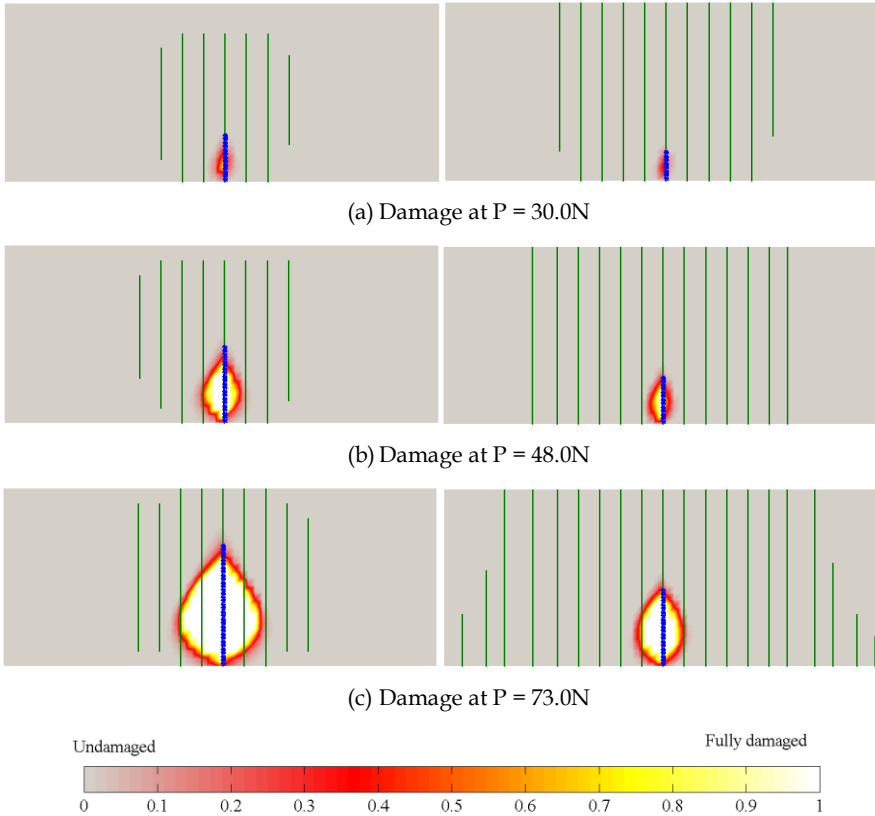 (a) Damage at P = 30.0N
(b) Damage at P = 48.0N
(c) Damage at P = 73.0N
Undamaged Fully damaged
0 0.1 0.2 0.3 0.4 0.5 0.6 0.7 0.8 0.9 1